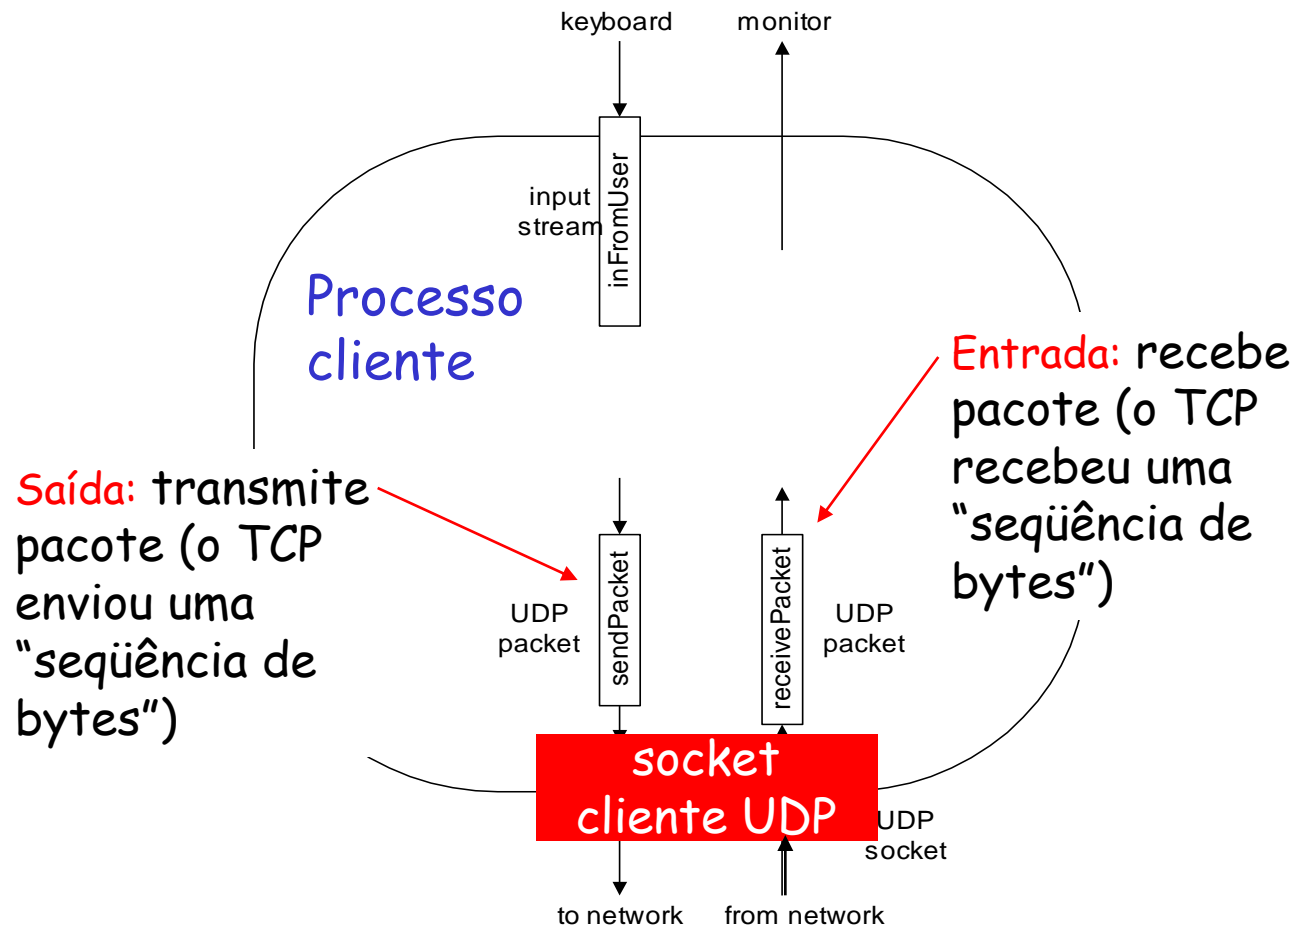 keyboard
monitor
input
stream
inFromUser
Processo
cliente
Entrada: recebe
pacote (o TCP
recebeu uma
“seqüência de
bytes”)
Saída: transmite
pacote (o TCP
enviou uma
“seqüência de
bytes”)
UDP
packet
sendPacket
receivePacket
UDP
packet
socket
cliente UDP
UDP
socket
to network
from network